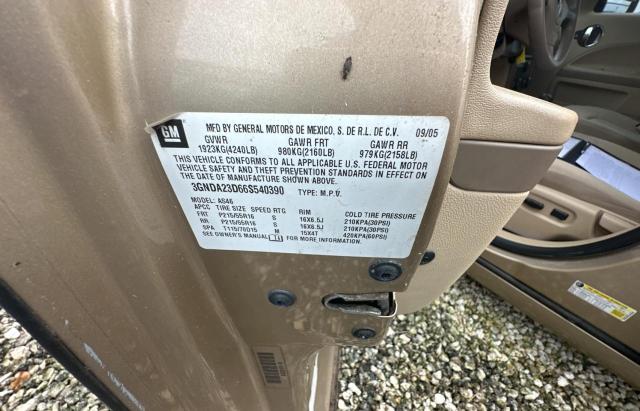 GM
MFD BY GENERAL MOTORS DE MEXICO, S. DE R.L. DE C.V. 09/05
GVWR GAWR FRT GAWR RR
1923KG(4240LB) 980KG(2160LB) 979KG(2158LB)
THIS VEHICLE CONFORMS TO ALL APPLICABLE U.S. FEDERAL MOTOR
VEHICLE SAFETY, BUMPER, AND THEFT PREVENTION STANDARDS IN EFFECT
ON THE DATE OF MANUFACTURE SHOWN ABOVE.
3GNDA23D66S540390 TYPE: M.P.V.
MODEL: AS46
APCC TIRE SIZE SPEED RTG RIM COLD TIRE PRESSURE
FRT P215/55R16 S 16X6.5J 210KPA(30PSI)
RR P215/55R16 S 16X6.5J 210KPA(30PSI)
SPA T115/70D15 M 15X4T 420KPA(60PSI)
SEE OWNER'S MANUAL FOR MORE INFORMATION.